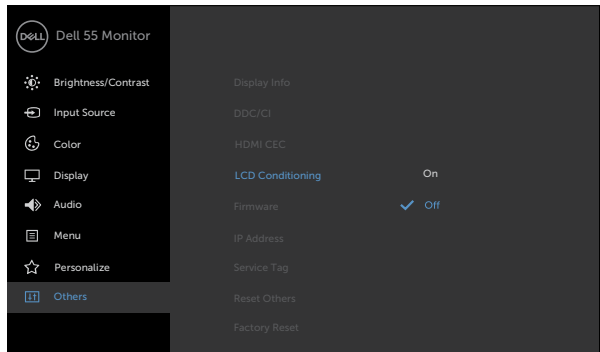 DELL Dell 55 Monitor
Brightness/Contrast
Display Info
Input Source
DDC/CI
Color
HDMI CEC
Display
LCD Conditioning
On
Audio
Firmware
Off
Menu
IP Address
Personalize
Service Tag
Others
Reset Others
Factory Reset